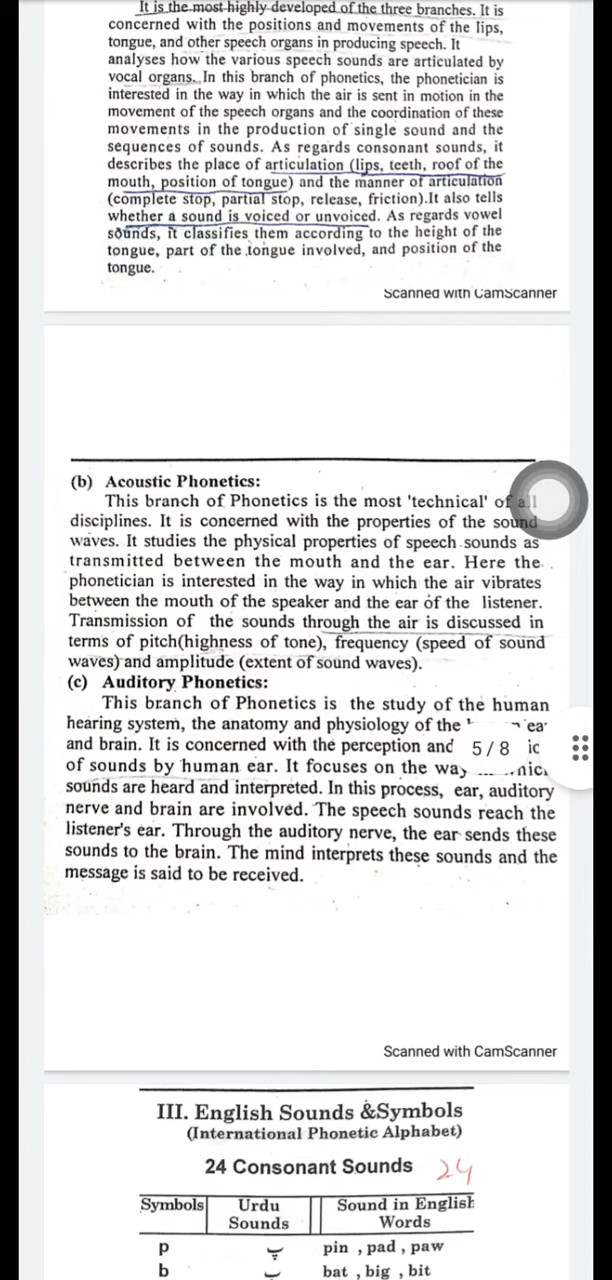 It is the most highly developed of the three branches. It is
concerned with the positions and movements of the lips,
tongue, and other speech organs in producing speech. It
analyses how the various speech sounds are articulated by
vocal organs. In this branch of phonetics, the phonetician is
interested in the way in which the air is sent in motion in the
movement of the speech organs and the coordination of these
movements in the production of single sound and the
sequences of sounds. As regards consonant sounds, it
describes the place of articulation (lips, teeth, roof of the
mouth, position of tongue) and the manner of articulation
(complete stop, partial stop, release, friction).It also tells
whether a sound is voiced or unvoiced. As regards vowel
sounds, it classifies them according to the height of the
tongue, part of the tongue involved, and position of the
tongue.
Scanned with CamScanner
(b) Acoustic Phonetics:
This branch of Phonetics is the most 'technical' of all
disciplines. It is concerned with the properties of the sound
waves. It studies the physical properties of speech sounds as
transmitted between the mouth and the ear. Here the
phonetician is interested in the way in which the air vibrates
between the mouth of the speaker and the ear of the listener.
Transmission of the sounds through the air is discussed in
terms of pitch(highness of tone), frequency (speed of sound
waves) and amplitude (extent of sound waves).
(c) Auditory Phonetics:
This branch of Phonetics is the study of the human
hearing system, the anatomy and physiology of the
and brain. It is concerned with the perception and 5/8
of sounds by human ear. It focuses on the
sounds are heard and interpreted. In this process, ear, auditory
nerve and brain are involved. The speech sounds reach the
listener's ear. Through the auditory nerve, the ear sends these
sounds to the brain. The mind interprets these sounds and the
message is said to be received.
Scanned with CamScanner
III. English Sounds &Symbols
(International Phonetic Alphabet)
24 Consonant Sounds 24
Symbols Urdu Sounds Sound in English Words
p پ pin , pad , paw
b ب bat , big , bit